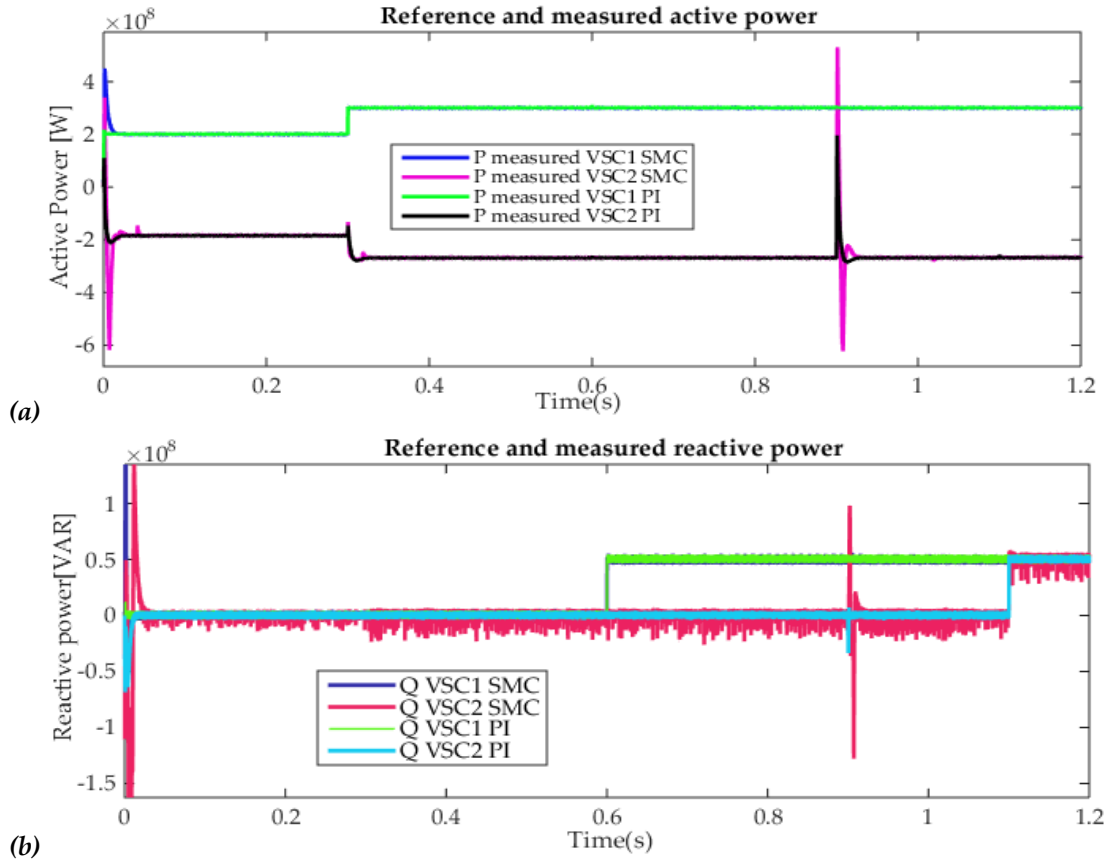 Reference and measured active power
×10⁸
4
2
0
-2
-4
-6
Active Power [W]
P measured VSC1 SMC
P measured VSC2 SMC
P measured VSC1 PI
P measured VSC2 PI
0
0.2
0.4
0.6
0.8
1
1.2
Time(s)
(a)
Reference and measured reactive power
×10⁸
1
0.5
0
-0.5
-1
-1.5
Reactive power[VAR]
Q VSC1 SMC
Q VSC2 SMC
Q VSC1 PI
Q VSC2 PI
0
0.2
0.4
0.6
0.8
1
1.2
Time(s)
(b)